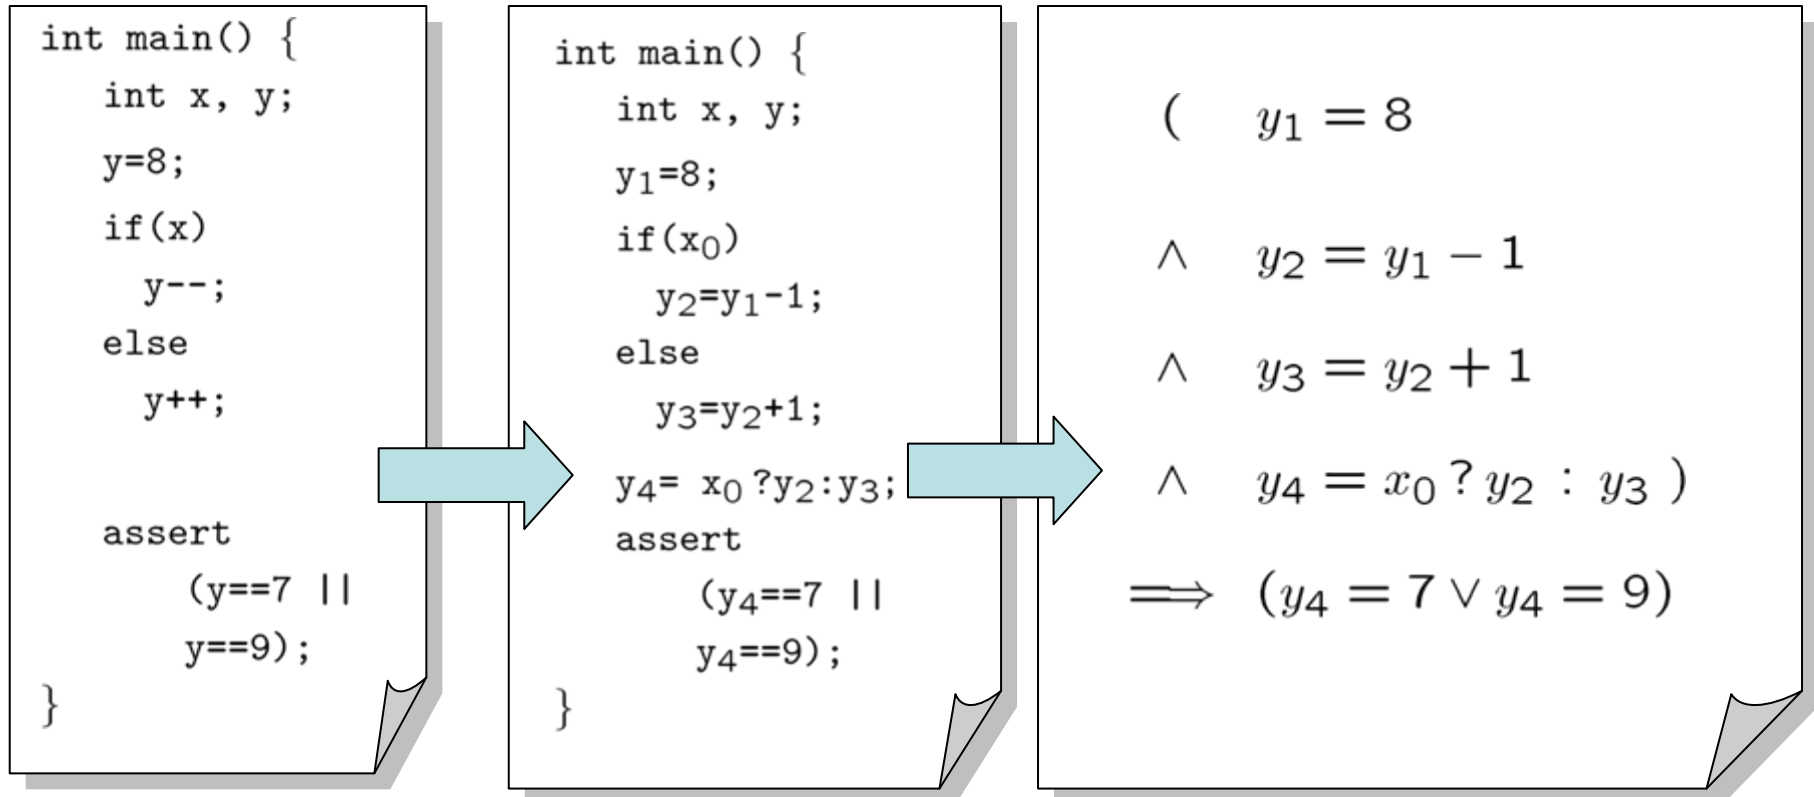 int main() {
int x, y;
y=8;
if(x)
y--;
else
y++;
assert
(y==7 ||
y==9);
}
int main() {
int x, y;
y₁=8;
if(x₀)
y₂=y₁-1;
else
y₃=y₂+1;
y₄= x₀?y₂:y₃;
assert
(y₄==7 ||
y₄==9);
}
( y₁ = 8
∧ y₂ = y₁ − 1
∧ y₃ = y₂ + 1
∧ y₄ = x₀ ? y₂ : y₃ )
⟹ (y₄ = 7 ∨ y₄ = 9)